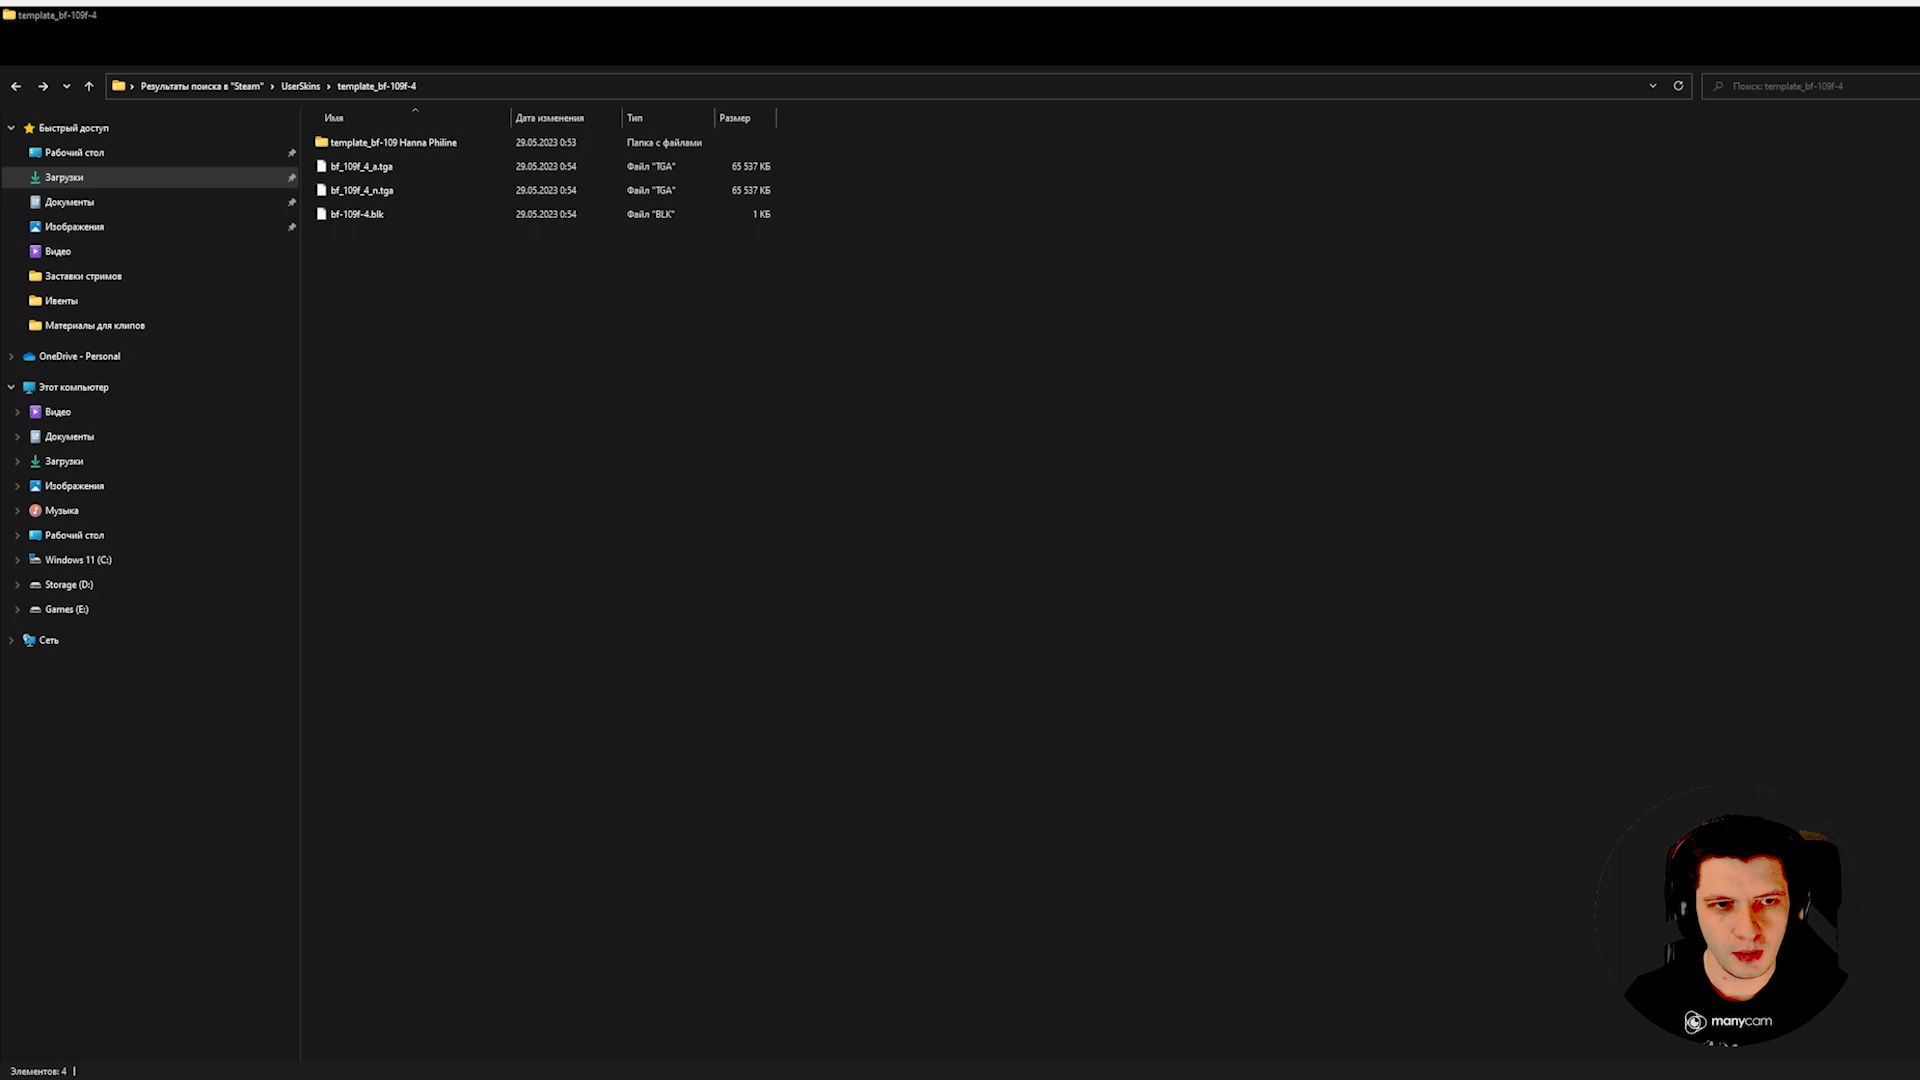 template_bf-109f-4
Результаты поиска в "Steam" › UserSkins › template_bf-109f-4
Поиск: template_bf-109f-4
Имя Дата изменения Тип Размер
template_bf-109 Hanna Philine 29.05.2023 0:53 Папка с файлами
bf_109f_4_a.tga 29.05.2023 0:54 Файл "TGA" 65 537 КБ
bf_109f_4_n.tga 29.05.2023 0:54 Файл "TGA" 65 537 КБ
bf-109f-4.blk 29.05.2023 0:54 Файл "BLK" 1 КБ
Быстрый доступ
Рабочий стол
Загрузки
Документы
Изображения
Видео
Заставки стримов
Ивенты
Материалы для клипов
OneDrive - Personal
Этот компьютер
Видео
Документы
Загрузки
Изображения
Музыка
Рабочий стол
Windows 11 (C:)
Storage (D:)
Games (E:)
Сеть
manycam
Элементов: 4